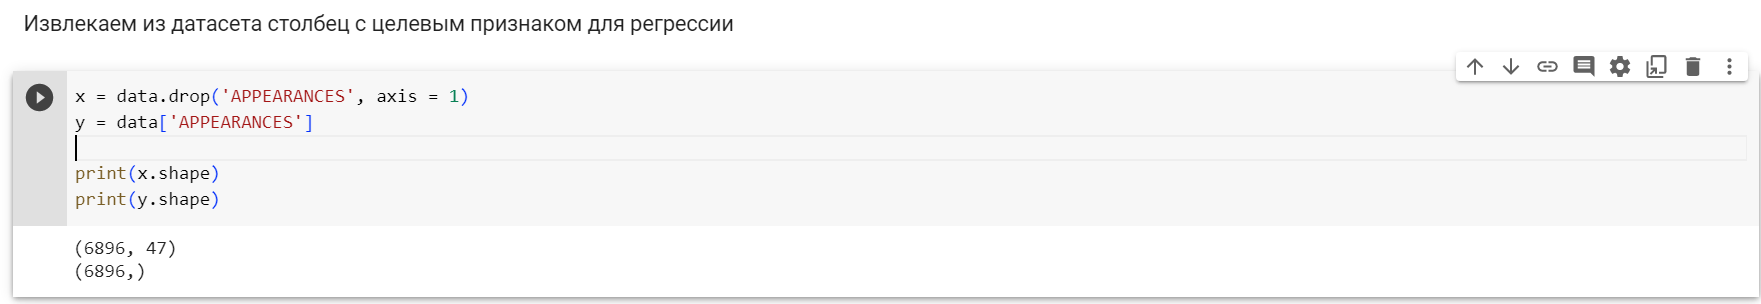 Извлекаем из датасета столбец с целевым признаком для регрессии
x = data.drop('APPEARANCES', axis = 1)
y = data['APPEARANCES']
print(x.shape)
print(y.shape)
(6896, 47)
(6896,)